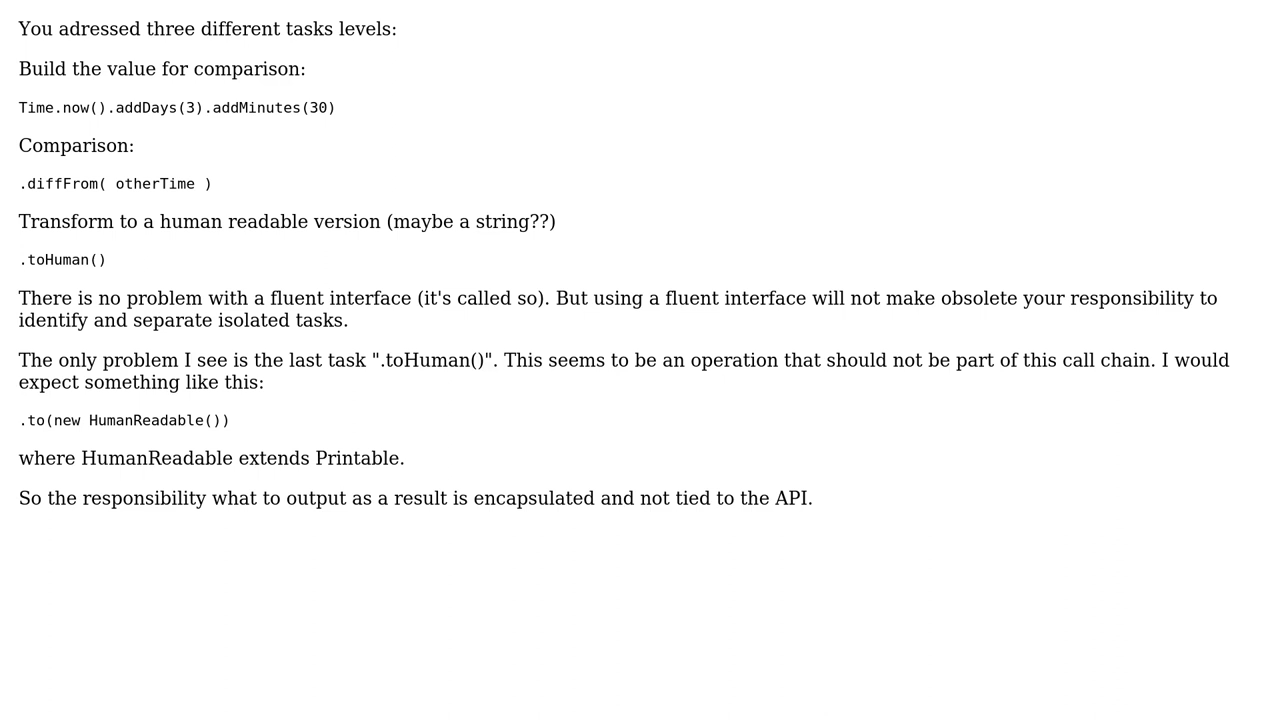 You adressed three different tasks levels:
Build the value for comparison:
Time.now().addDays(3).addMinutes(30)
Comparison:
.diffFrom( otherTime )
Transform to a human readable version (maybe a string??)
.toHuman()
There is no problem with a fluent interface (it's called so). But using a fluent interface will not make obsolete your responsibility to
identify and separate isolated tasks.
The only problem I see is the last task ".toHuman()". This seems to be an operation that should not be part of this call chain. I would
expect something like this:
.to(new HumanReadable())
where HumanReadable extends Printable.
So the responsibility what to output as a result is encapsulated and not tied to the API.